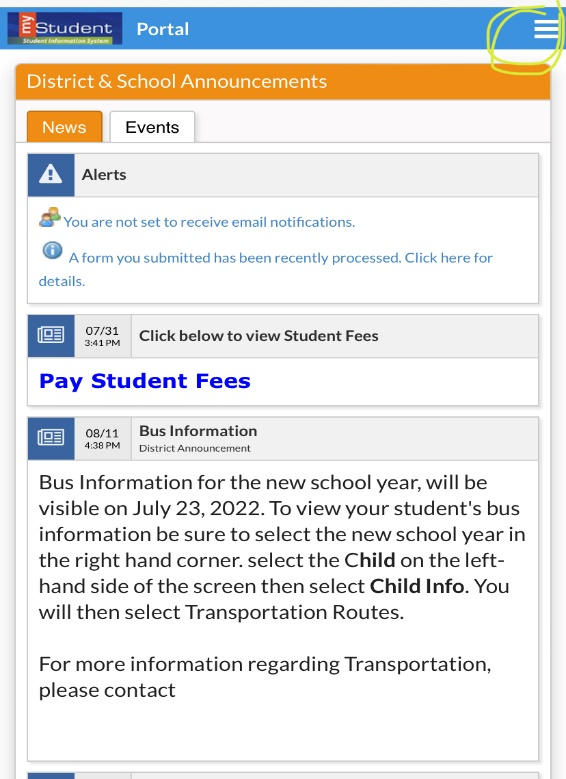 my
Student
Student Information System
Portal
District & School Announcements
News
Events
Alerts
You are not set to receive email notifications.
A form you submitted has been recently processed. Click here for
details.
07/31
3:41 PM
Click below to view Student Fees
Pay Student Fees
08/11
4:38 PM
Bus Information
District Announcement
Bus Information for the new school year, will be
visible on July 23, 2022. To view your student's bus
information be sure to select the new school year in
the right hand corner. select the Child on the left-
hand side of the screen then select Child Info. You
will then select Transportation Routes.
For more information regarding Transportation,
please contact